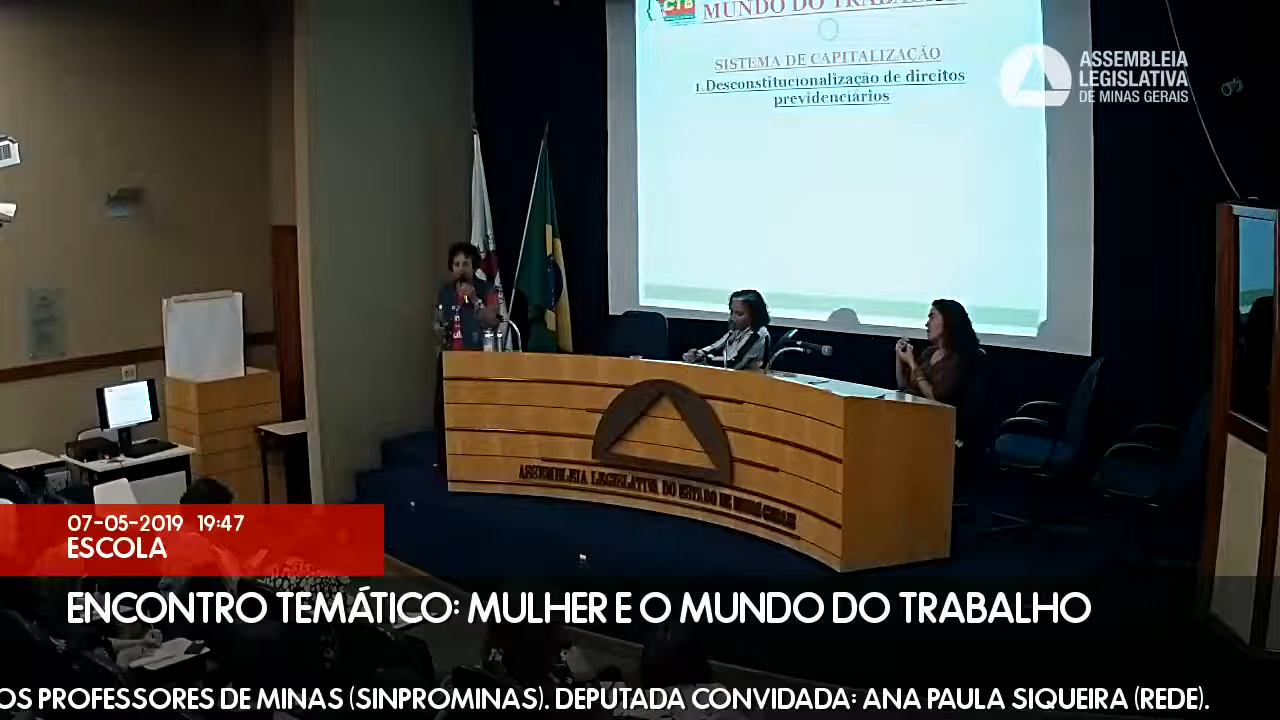 CTB
MUNDO DO TRABALHO
SISTEMA DE CAPITALIZAÇÃO
1.Desconstitucionalização de direitos
previdenciários
ASSEMBLEIA
LEGISLATIVA
DE MINAS GERAIS
ASSEMBLEIA LEGISLATIVA DO ESTADO DE MINAS GERAIS
07-05-2019 19:47
ESCOLA
ENCONTRO TEMÁTICO: MULHER E O MUNDO DO TRABALHO
OS PROFESSORES DE MINAS (SINPROMINAS). DEPUTADA CONVIDADA: ANA PAULA SIQUEIRA (REDE).